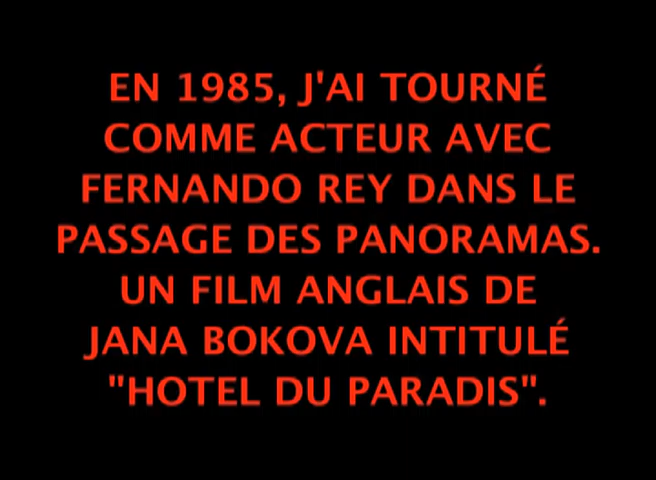 EN 1985, J'AI TOURNÉ
COMME ACTEUR AVEC
FERNANDO REY DANS LE
PASSAGE DES PANORAMAS.
UN FILM ANGLAIS DE
JANA BOKOVA INTITULÉ
"HOTEL DU PARADIS".